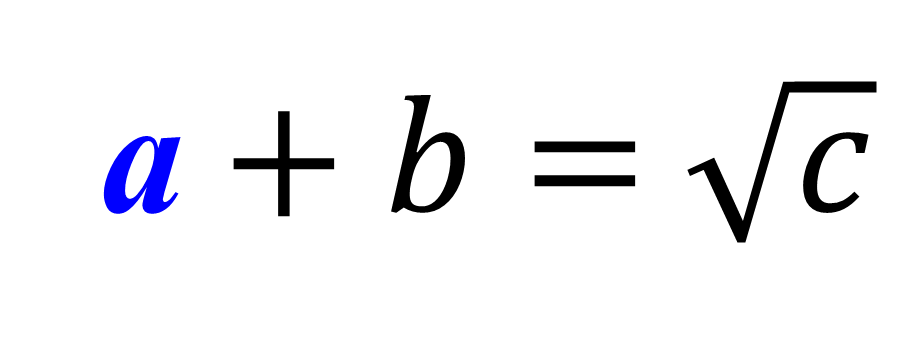 a + b = √c